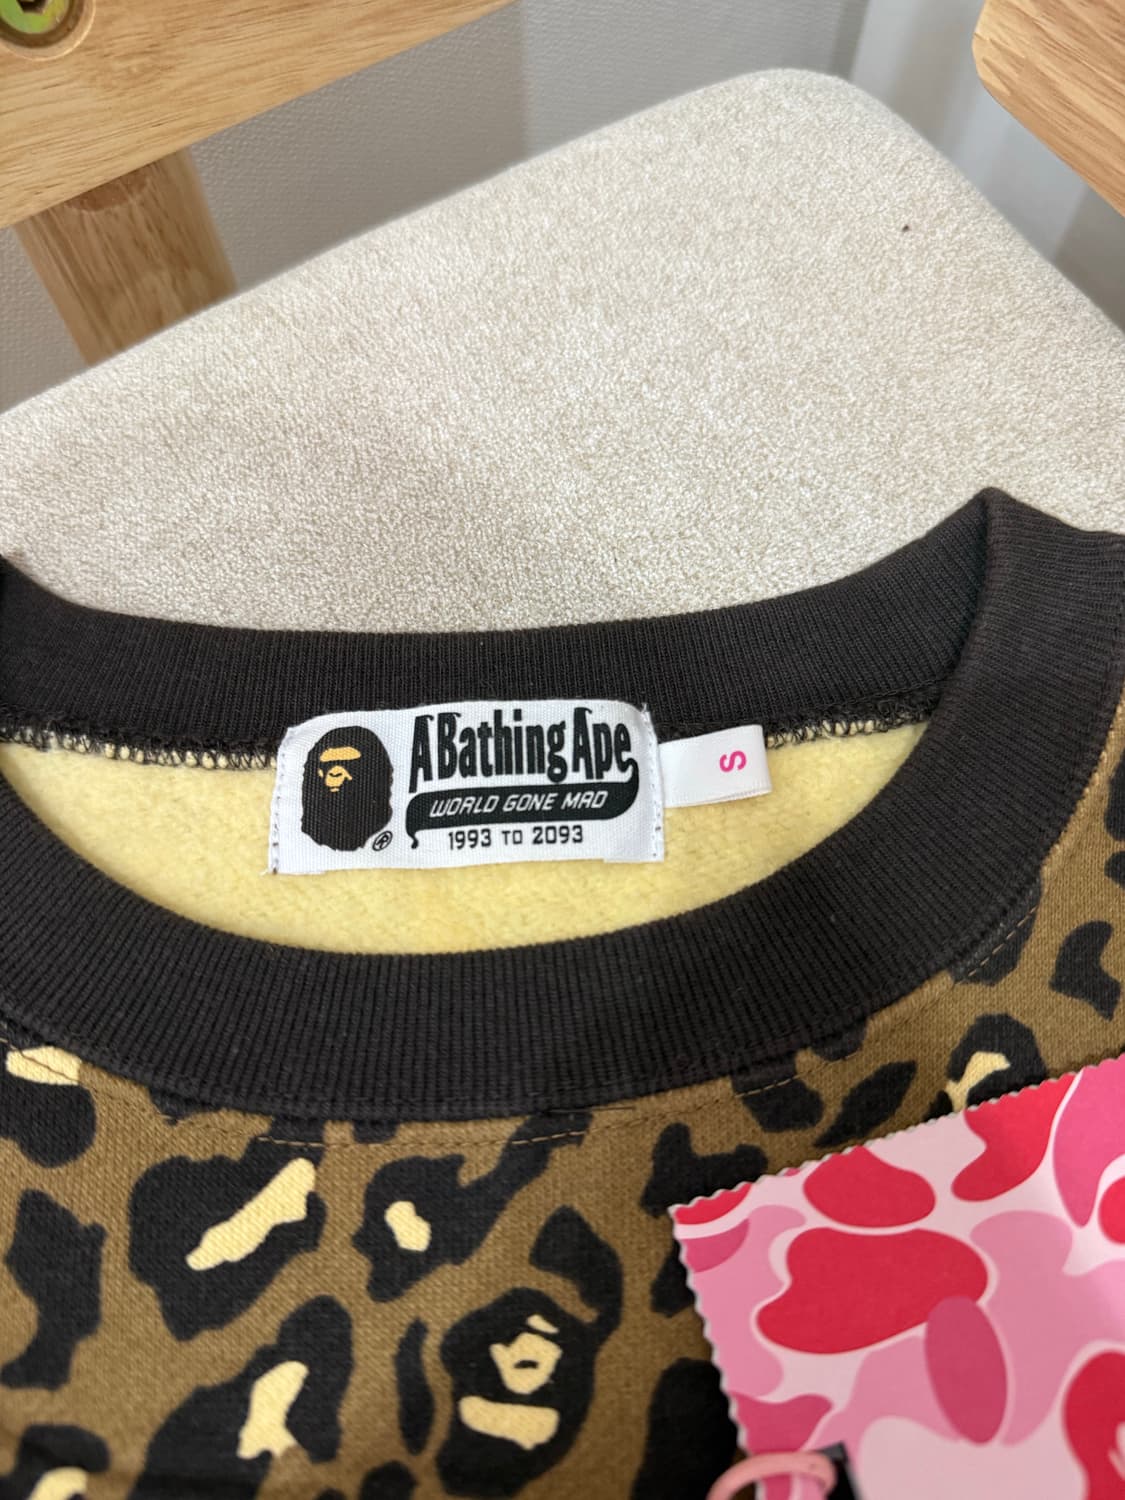 A Bathing Ape
WORLD GONE MAD
1993 TO 2093
S